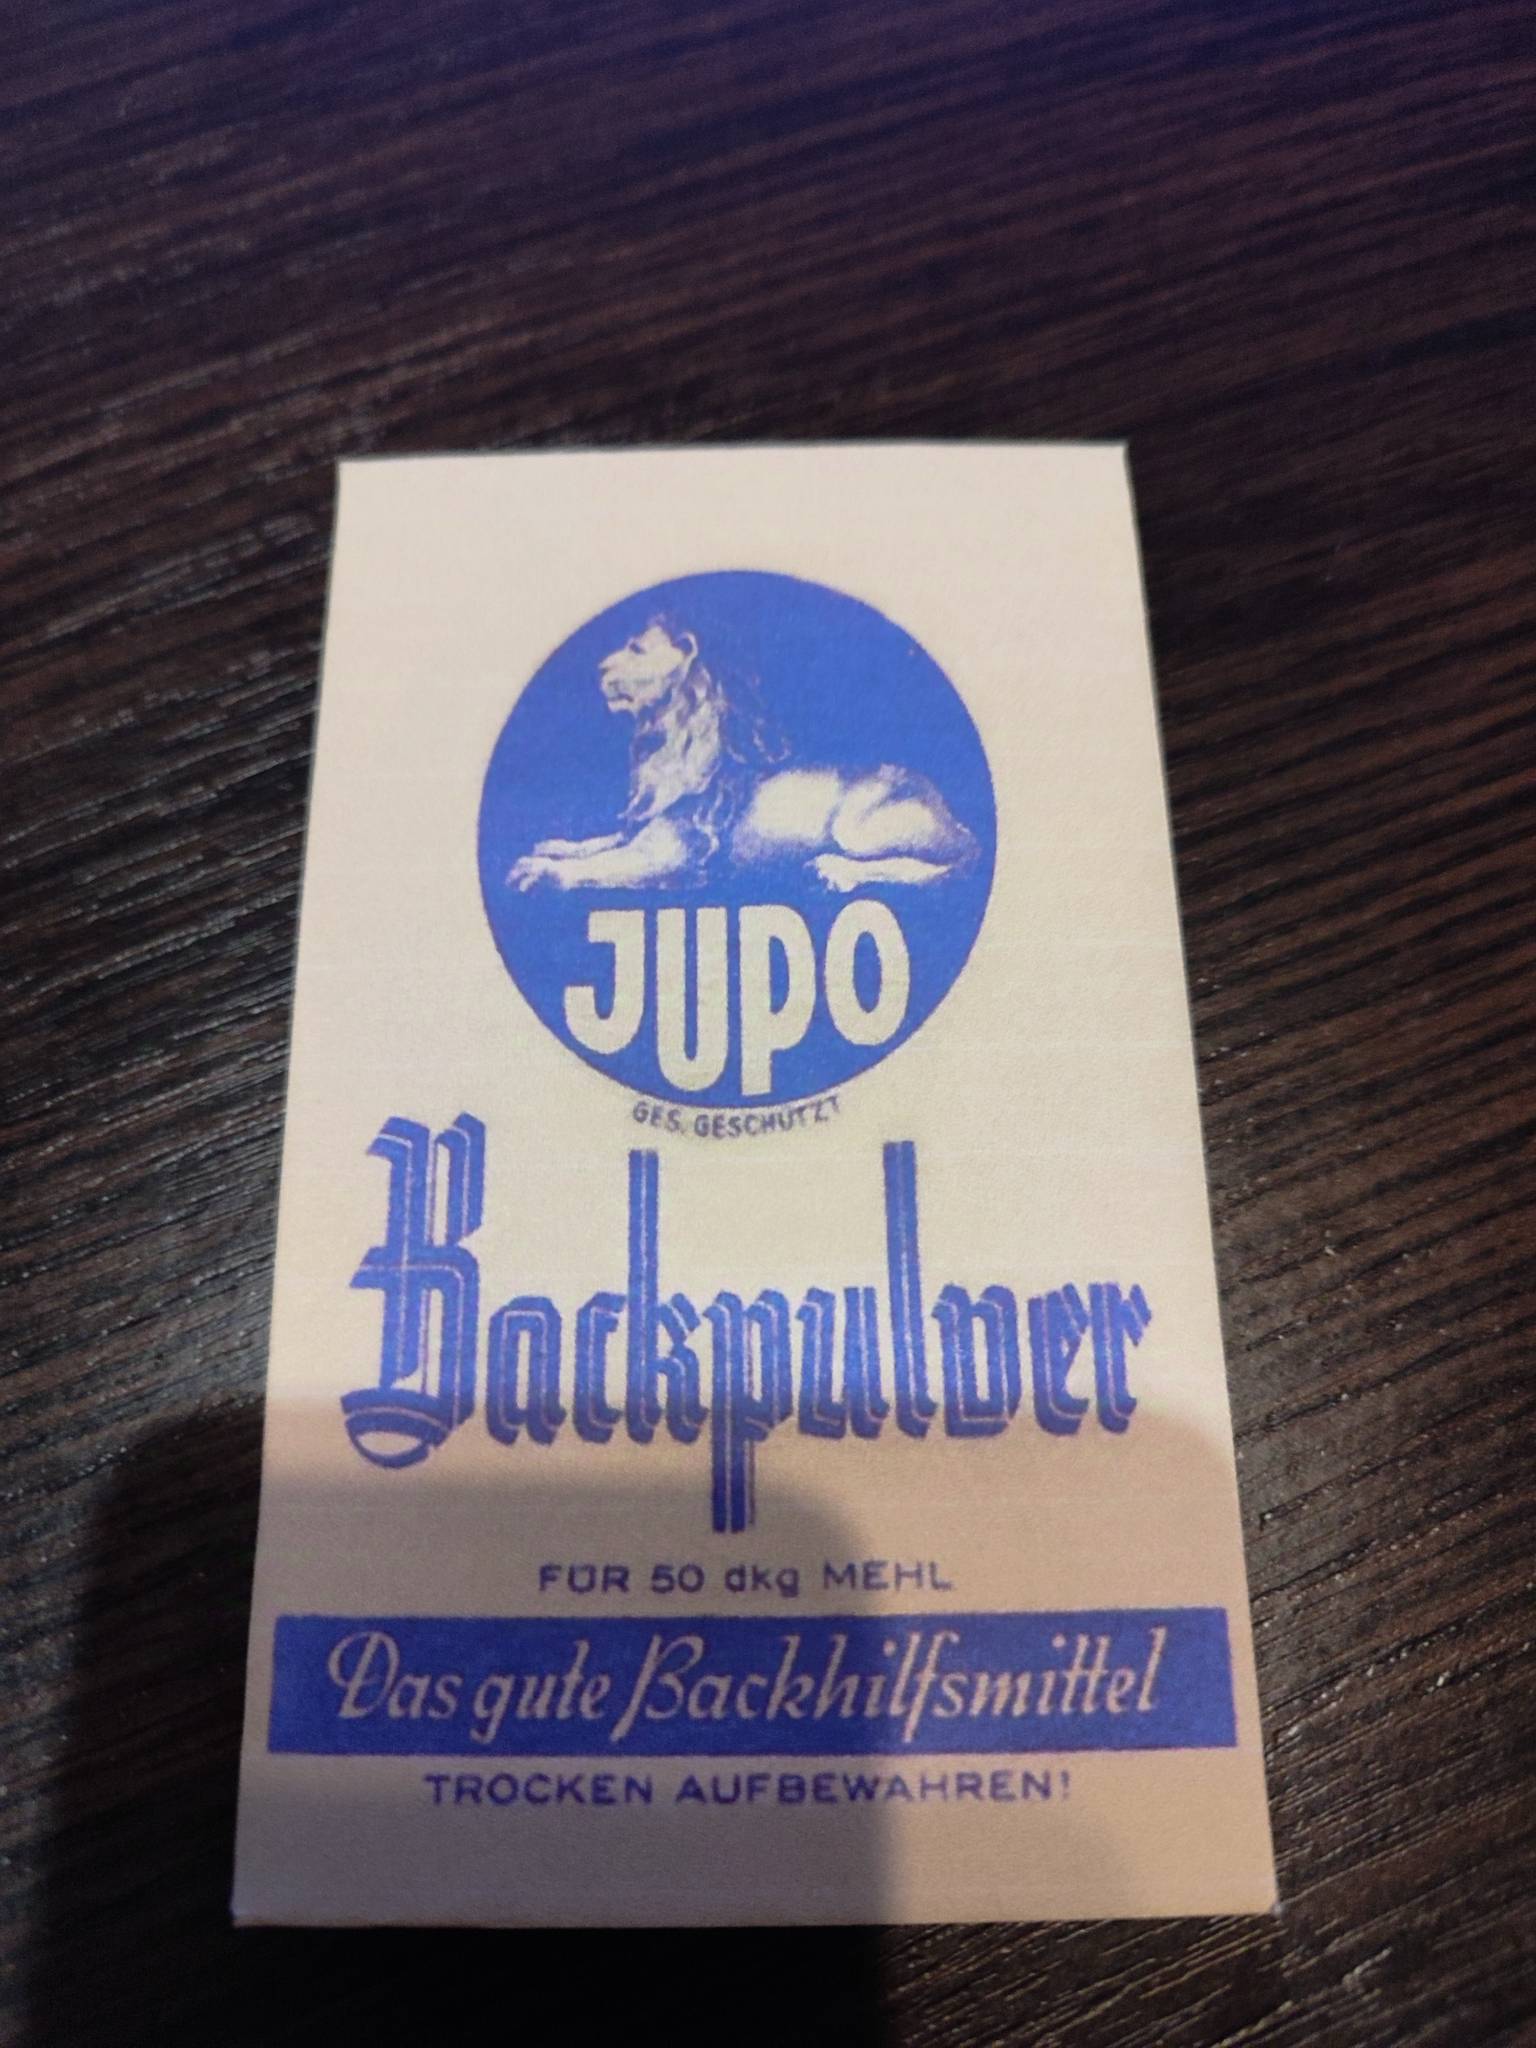 JUPO
GES. GESCHÜTZT
Backpulver
FÜR 50 dkg MEHL
Das gute Backhilfsmittel
TROCKEN AUFBEWAHREN!